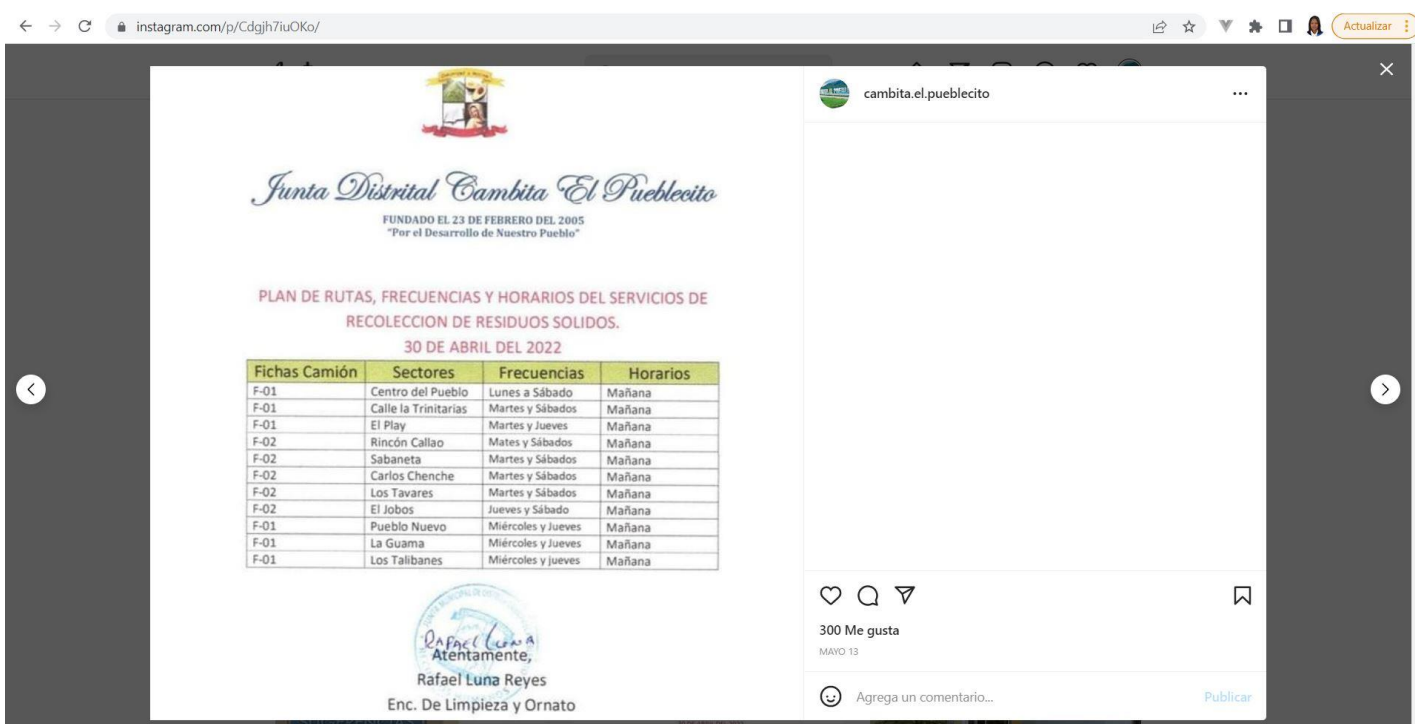 instagram.com/p/Cdgjh7iuOKo/
Actualizar
Junta Distrital Cambita El Pueblecito
FUNDADO EL 23 DE FEBRERO DEL 2005
"Por el Desarrollo de Nuestro Pueblo"
PLAN DE RUTAS, FRECUENCIAS Y HORARIOS DEL SERVICIOS DE
RECOLECCION DE RESIDUOS SOLIDOS.
30 DE ABRIL DEL 2022
Fichas Camión Sectores Frecuencias Horarios
F-01 Centro del Pueblo Lunes a Sábado Mañana
F-01 Calle la Trinitarias Martes y Sábados Mañana
F-01 El Play Martes y Jueves Mañana
F-02 Rincón Callao Mates y Sábados Mañana
F-02 Sabaneta Martes y Sábados Mañana
F-02 Carlos Chenche Martes y Sábados Mañana
F-02 Los Tavares Martes y Sábados Mañana
F-02 El Jobos Jueves y Sábado Mañana
F-01 Pueblo Nuevo Miércoles y Jueves Mañana
F-01 La Guama Miércoles y Jueves Mañana
F-01 Los Talibanes Miércoles y jueves Mañana
Rafael Luna
Atentamente,
Rafael Luna Reyes
Enc. De Limpieza y Ornato
cambita.el.pueblecito
300 Me gusta
MAYO 13
Agrega un comentario...
Publicar